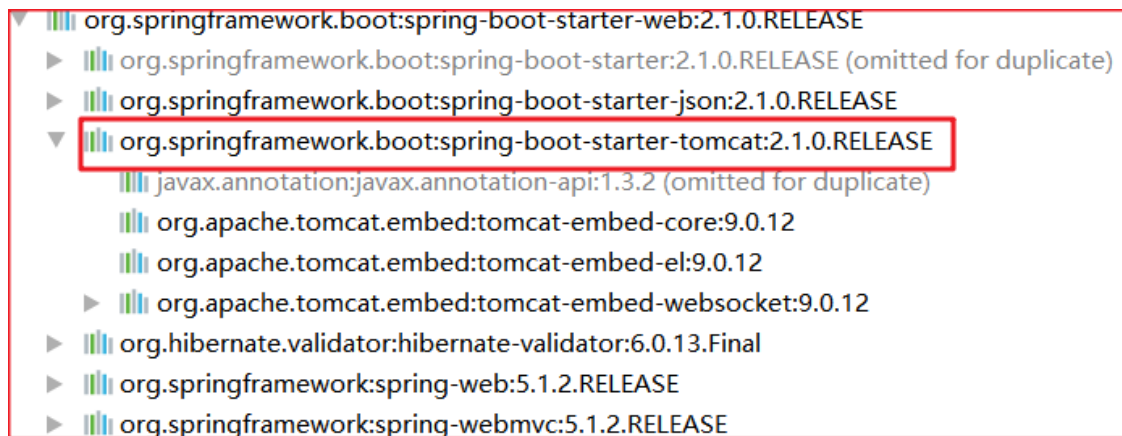 org.springframework.boot:spring-boot-starter-web:2.1.0.RELEASE
org.springframework.boot:spring-boot-starter:2.1.0.RELEASE (omitted for duplicate)
org.springframework.boot:spring-boot-starter-json:2.1.0.RELEASE
org.springframework.boot:spring-boot-starter-tomcat:2.1.0.RELEASE
javax.annotation:javax.annotation-api:1.3.2 (omitted for duplicate)
org.apache.tomcat.embed:tomcat-embed-core:9.0.12
org.apache.tomcat.embed:tomcat-embed-el:9.0.12
org.apache.tomcat.embed:tomcat-embed-websocket:9.0.12
org.hibernate.validator:hibernate-validator:6.0.13.Final
org.springframework:spring-web:5.1.2.RELEASE
org.springframework:spring-webmvc:5.1.2.RELEASE